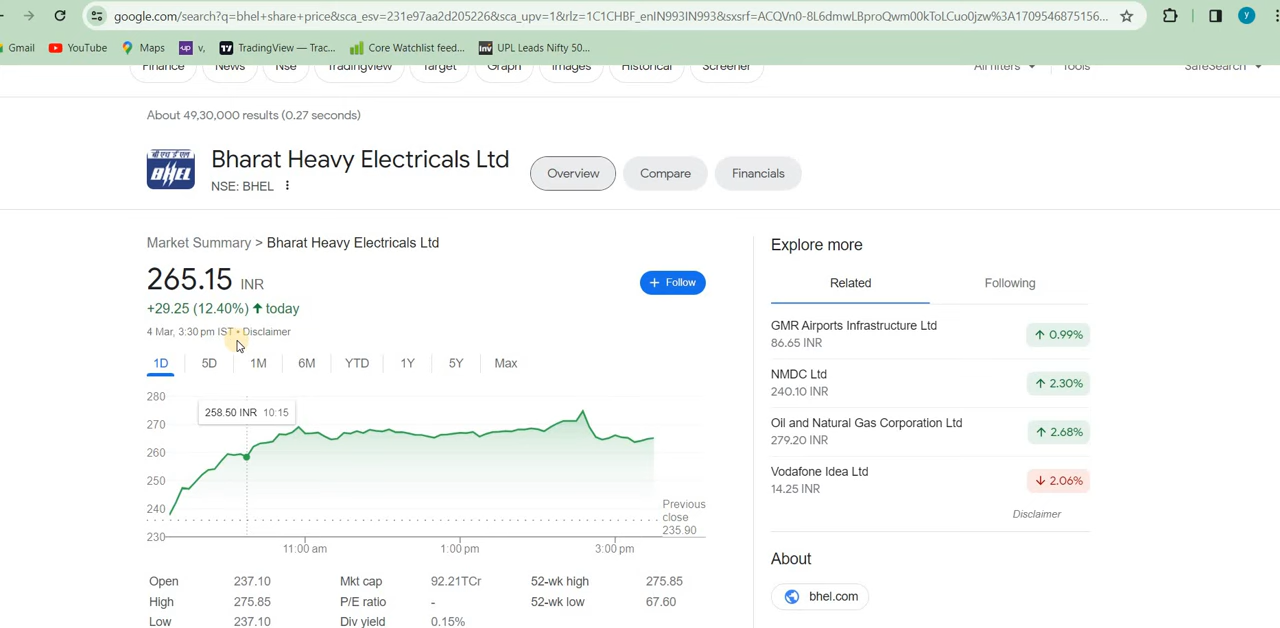 google.com/search?q=bhel+share+price&sca_esv=231e97aa2d205226&sca_upv=1&rlz=1C1CHBF_enIN993IN993&sxsrf=ACQVn0-8L6dmwLBproQwm00kToLCuo0jzw%3A1709546875156...
Y
Gmail YouTube Maps up v, TradingView — Trac... Core Watchlist feed... Inv UPL Leads Nifty 50...
Finance News Nse Tradingview Target Graph Images Historical Screener All filters Tools SafeSearch
About 49,30,000 results (0.27 seconds)
बी एच ई एल
BHEL
Bharat Heavy Electricals Ltd
NSE: BHEL
Overview Compare Financials
Market Summary > Bharat Heavy Electricals Ltd
265.15 INR
+ Follow
+29.25 (12.40%) ↑ today
4 Mar, 3:30 pm IST • Disclaimer
1D 5D 1M 6M YTD 1Y 5Y Max
280
258.50 INR 10:15
270
260
250
240
230
Previous
close
235.90
11:00 am 1:00 pm 3:00 pm
Open 237.10 Mkt cap 92.21TCr 52-wk high 275.85
High 275.85 P/E ratio - 52-wk low 67.60
Low 237.10 Div yield 0.15%
Explore more
Related Following
GMR Airports Infrastructure Ltd
86.65 INR
↑ 0.99%
NMDC Ltd
240.10 INR
↑ 2.30%
Oil and Natural Gas Corporation Ltd
279.20 INR
↑ 2.68%
Vodafone Idea Ltd
14.25 INR
↓ 2.06%
Disclaimer
About
bhel.com